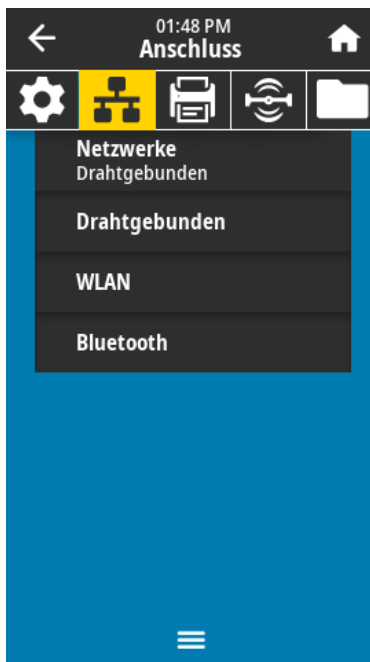 01:48 PM
Anschluss
Netzwerke
Drahtgebunden
Drahtgebunden
WLAN
Bluetooth